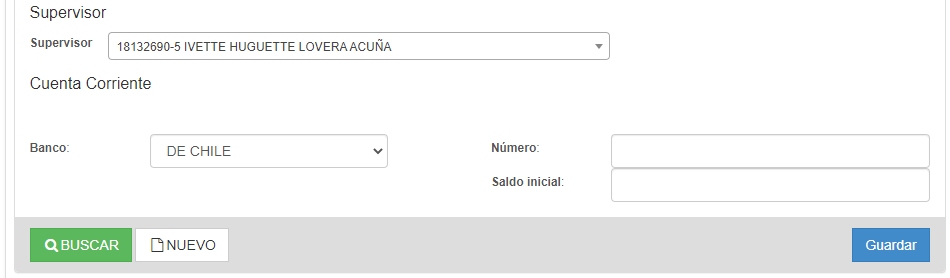 Supervisor
Supervisor 18132690-5 IVETTE HUGUETTE LOVERA ACUÑA
Cuenta Corriente
Banco: DE CHILE Número:
Saldo inicial:
BUSCAR NUEVO Guardar